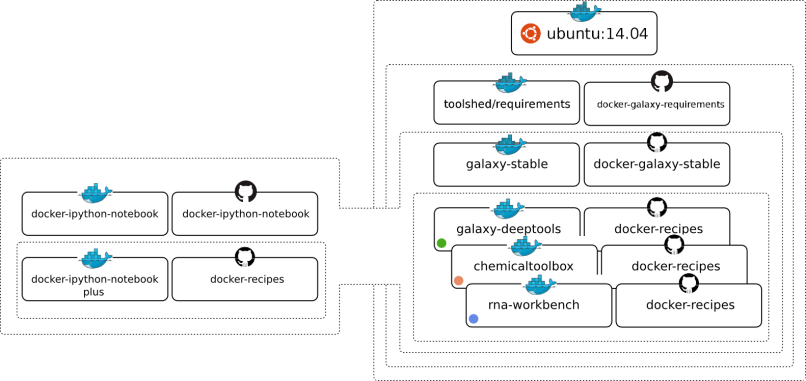 ubuntu:14.04
toolshed/requirements
docker-galaxy-requirements
galaxy-stable
docker-galaxy-stable
docker-ipython-notebook
docker-ipython-notebook
docker-ipython-notebook
plus
docker-recipes
galaxy-deeptools
docker-recipes
chemicaltoolbox
docker-recipes
rna-workbench
docker-recipes